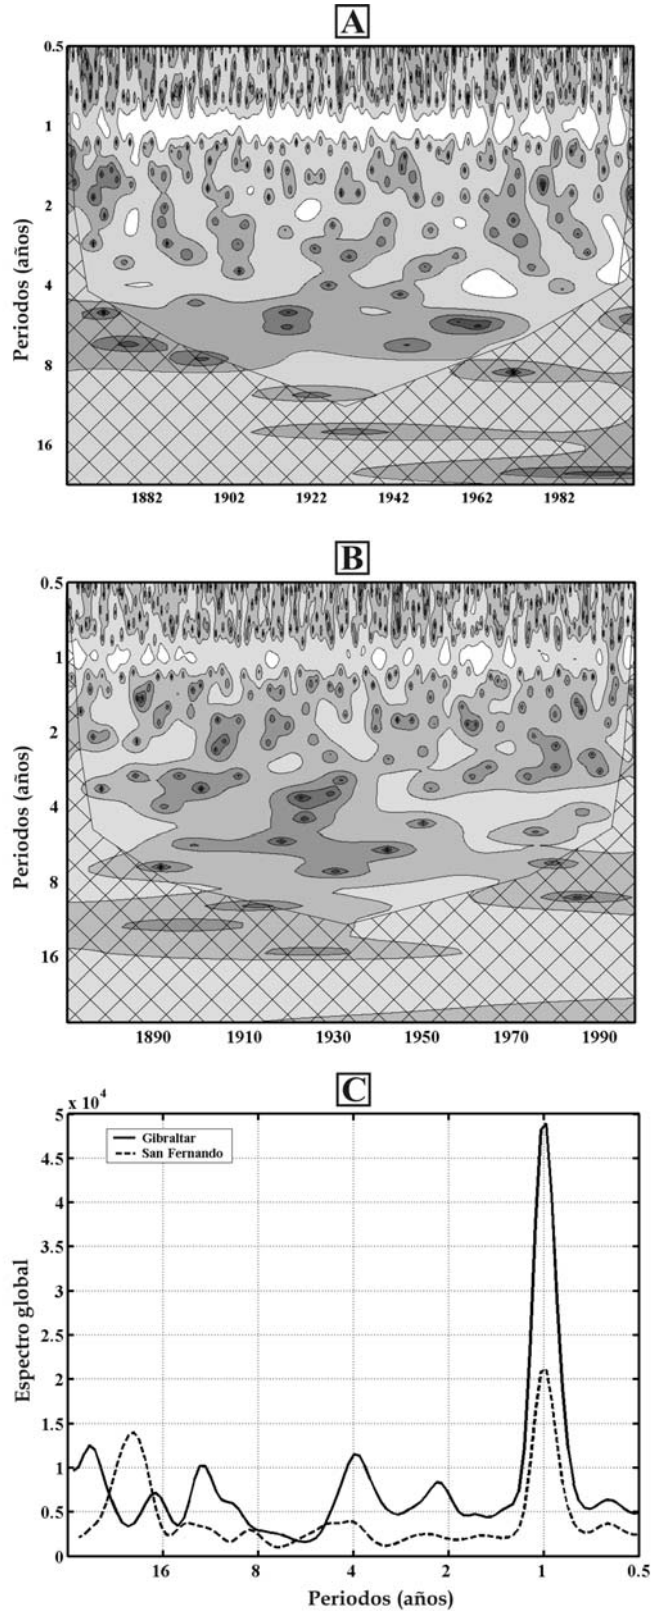 A
0.5
1
2
4
8
16
Periodos (años)
1882 1902 1922 1942 1962 1982
B
0.5
1
2
4
8
16
Periodos (años)
1890 1910 1930 1950 1970 1990
C
x 10^4
5
4.5
4
3.5
3
2.5
2
1.5
1
0.5
0
Espectro global
Gibraltar
San Fernando
16 8 4 2 1 0.5
Periodos (años)